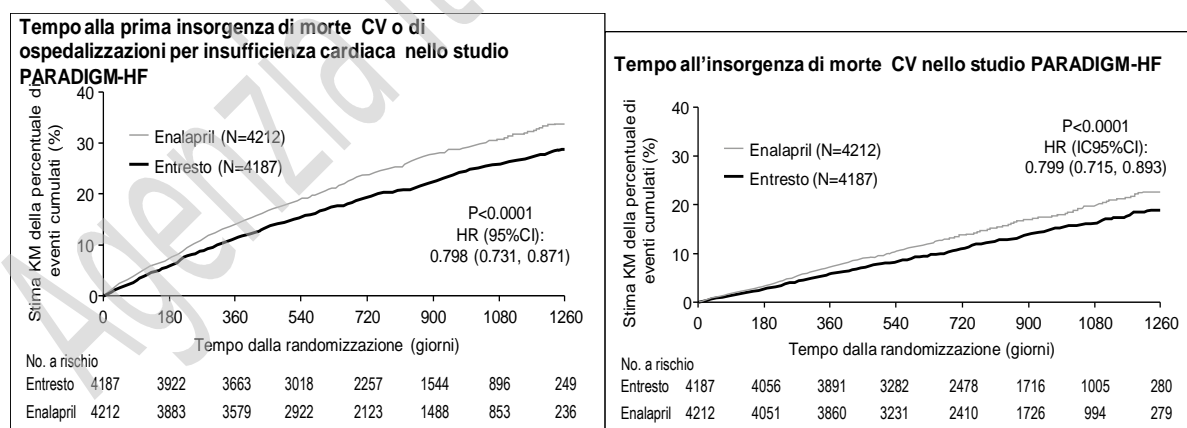 Tempo alla prima insorgenza di morte CV o di
ospedalizzazioni per insufficienza cardiaca nello studio
PARADIGM-HF
Stima KM della percentuale di
eventi cumulati (%)
40
30
20
10
0
Enalapril (N=4212)
Entresto (N=4187)
P<0.0001
HR (95%CI):
0.798 (0.731, 0.871)
0 180 360 540 720 900 1080 1260
Tempo dalla randomizzazione (giorni)
No. a rischio
Entresto 4187 3922 3663 3018 2257 1544 896 249
Enalapril 4212 3883 3579 2922 2123 1488 853 236
Tempo all'insorgenza di morte CV nello studio PARADIGM-HF
Stima KM della percentuale di
eventi cumulati (%)
40
30
20
10
0
Enalapril (N=4212)
Entresto (N=4187)
P<0.0001
HR (IC95%CI):
0.799 (0.715, 0.893)
0 180 360 540 720 900 1080 1260
Tempo dalla randomizzazione (giorni)
No. a rischio
Entresto 4187 4056 3891 3282 2478 1716 1005 280
Enalapril 4212 4051 3860 3231 2410 1726 994 279